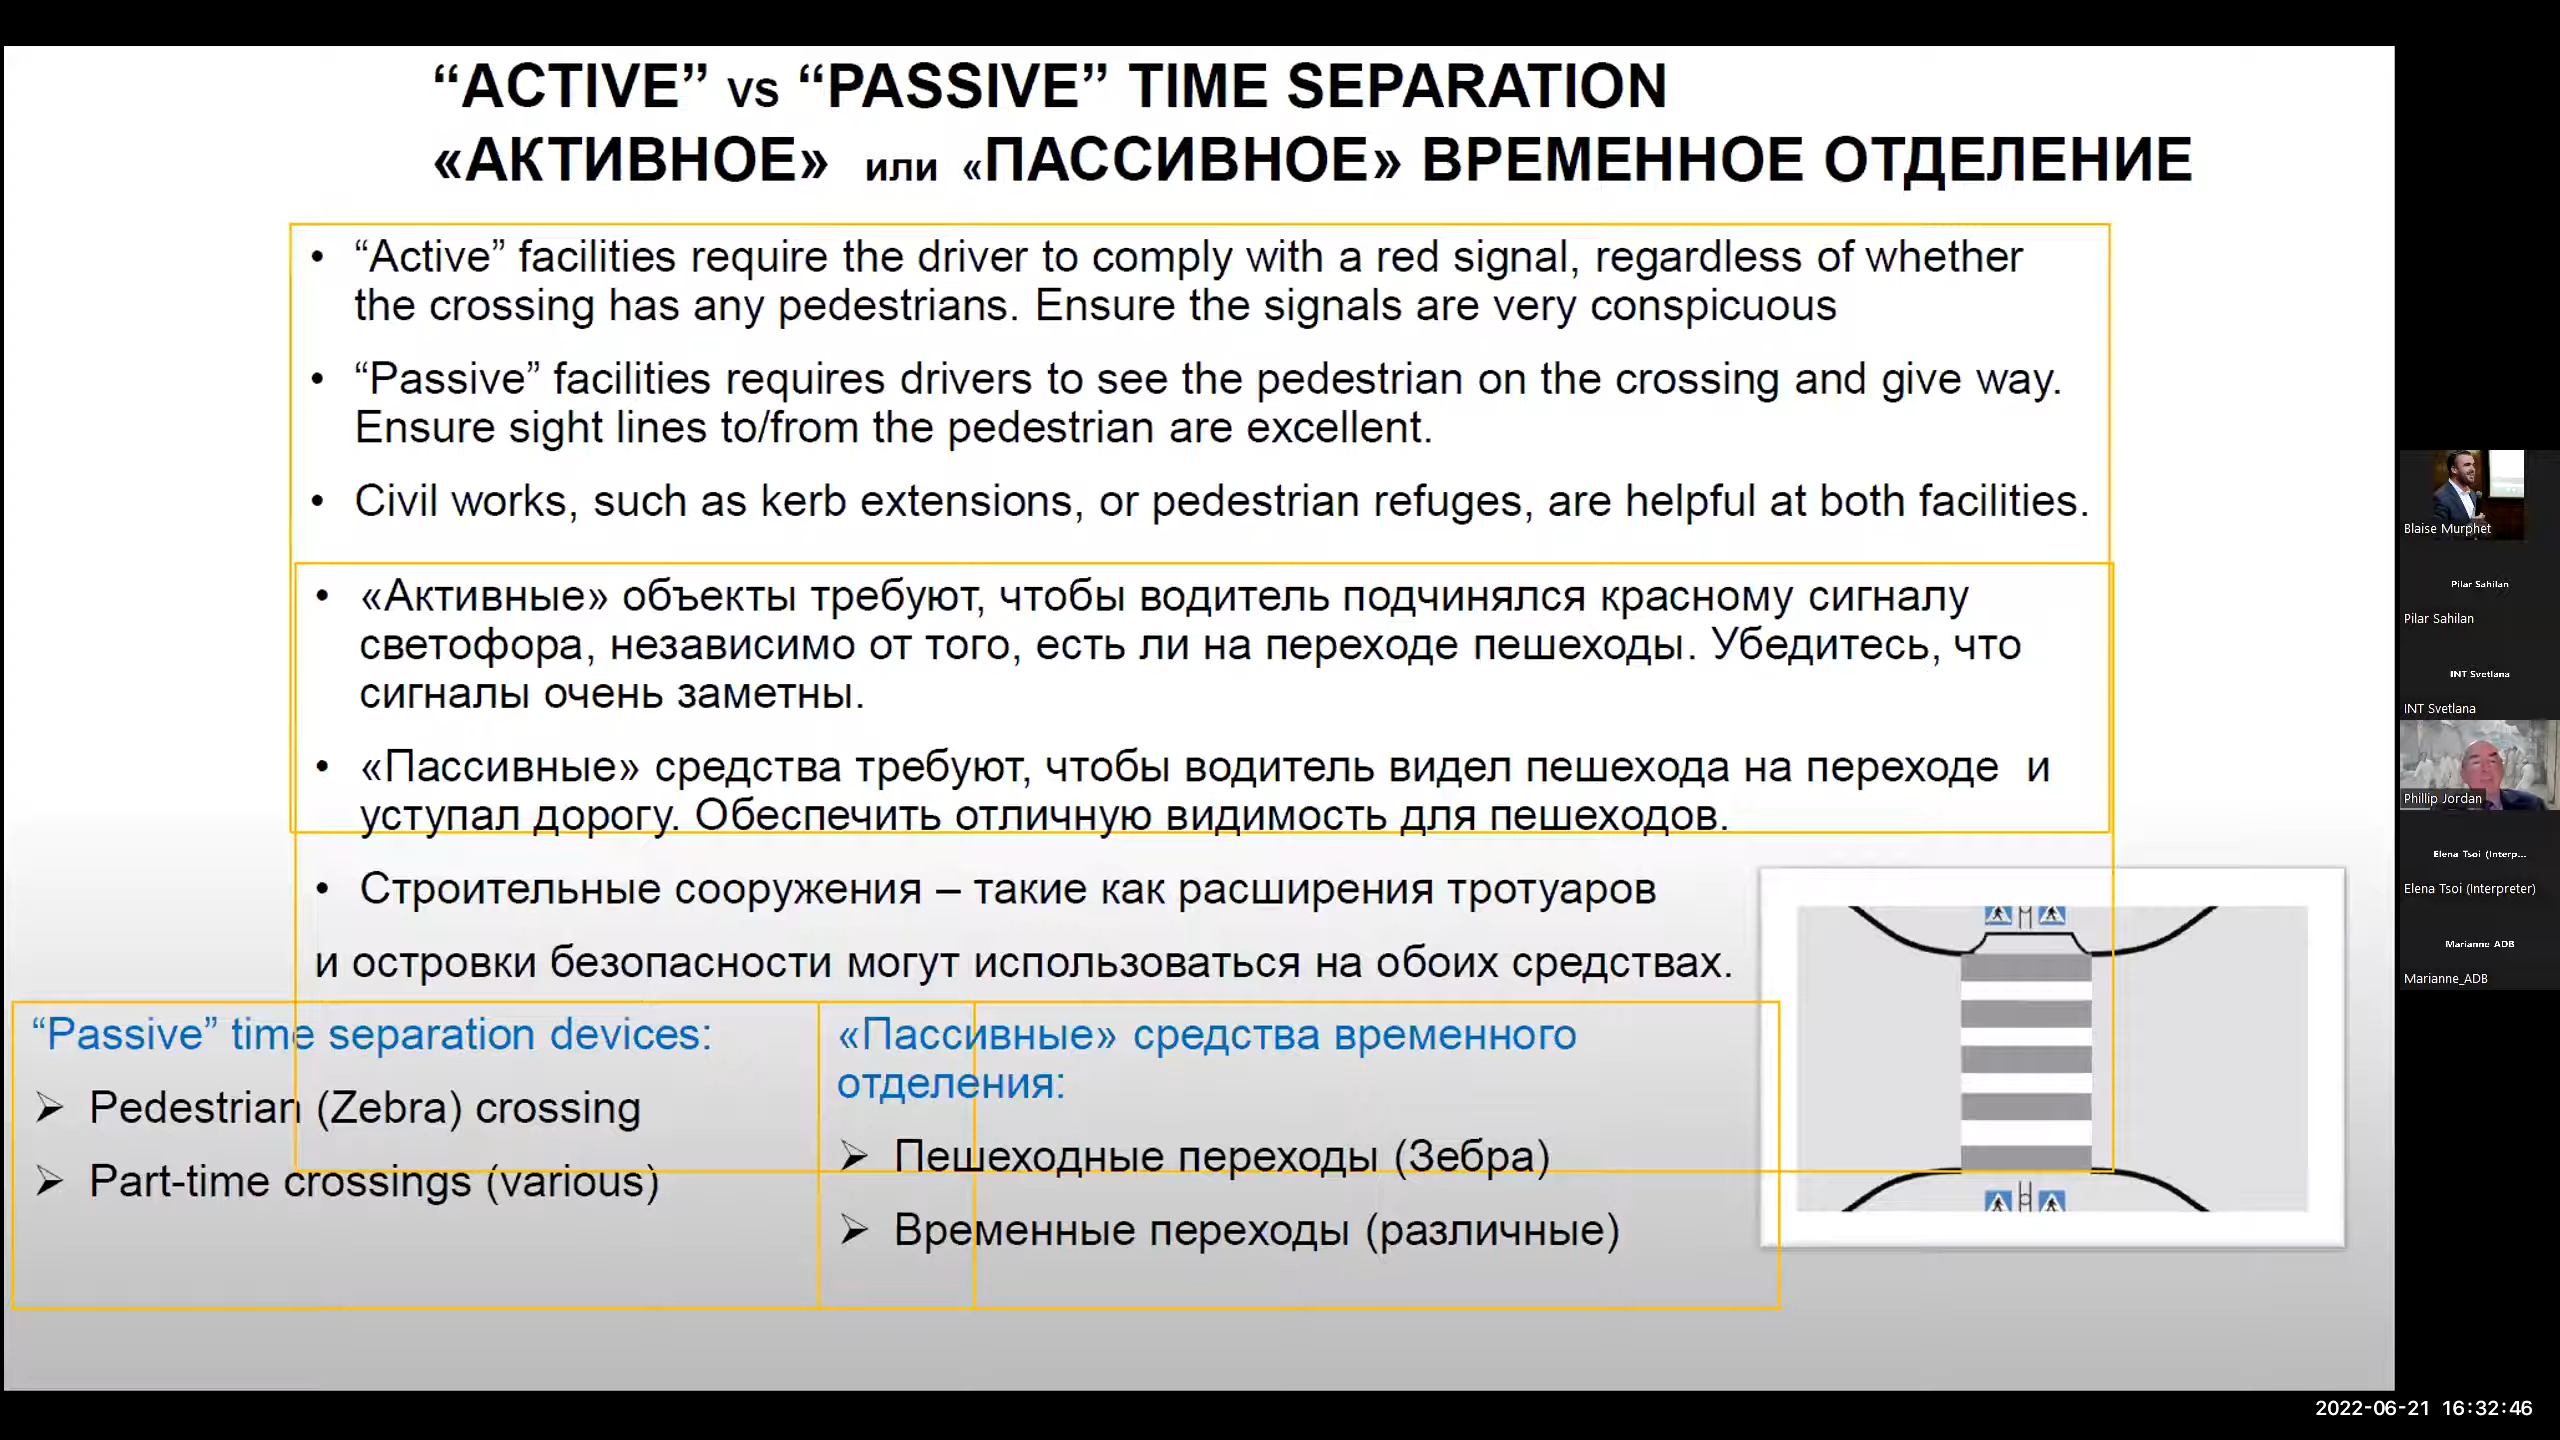 “ACTIVE” vs “PASSIVE” TIME SEPARATION
«АКТИВНОЕ» или «ПАССИВНОЕ» ВРЕМЕННОЕ ОТДЕЛЕНИЕ
• “Active” facilities require the driver to comply with a red signal, regardless of whether
the crossing has any pedestrians. Ensure the signals are very conspicuous
• “Passive” facilities requires drivers to see the pedestrian on the crossing and give way.
Ensure sight lines to/from the pedestrian are excellent.
• Civil works, such as kerb extensions, or pedestrian refuges, are helpful at both facilities.
• «Активные» объекты требуют, чтобы водитель подчинялся красному сигналу
светофора, независимо от того, есть ли на переходе пешеходы. Убедитесь, что
сигналы очень заметны.
• «Пассивные» средства требуют, чтобы водитель видел пешехода на переходе и
уступал дорогу. Обеспечить отличную видимость для пешеходов.
• Строительные сооружения – такие как расширения тротуаров
и островки безопасности могут использоваться на обоих средствах.
“Passive” time separation devices:
➢ Pedestrian (Zebra) crossing
➢ Part-time crossings (various)
«Пассивные» средства временного
отделения:
➢ Пешеходные переходы (Зебра)
➢ Временные переходы (различные)
Blaise Murphet
Pilar Sahilan
Pilar Sahilan
INT Svetlana
INT Svetlana
Phillip Jordan
Elena Tsoi (Interp...
Elena Tsoi (Interpreter)
Marianne ADB
Marianne_ADB
2022-06-21 16:32:46